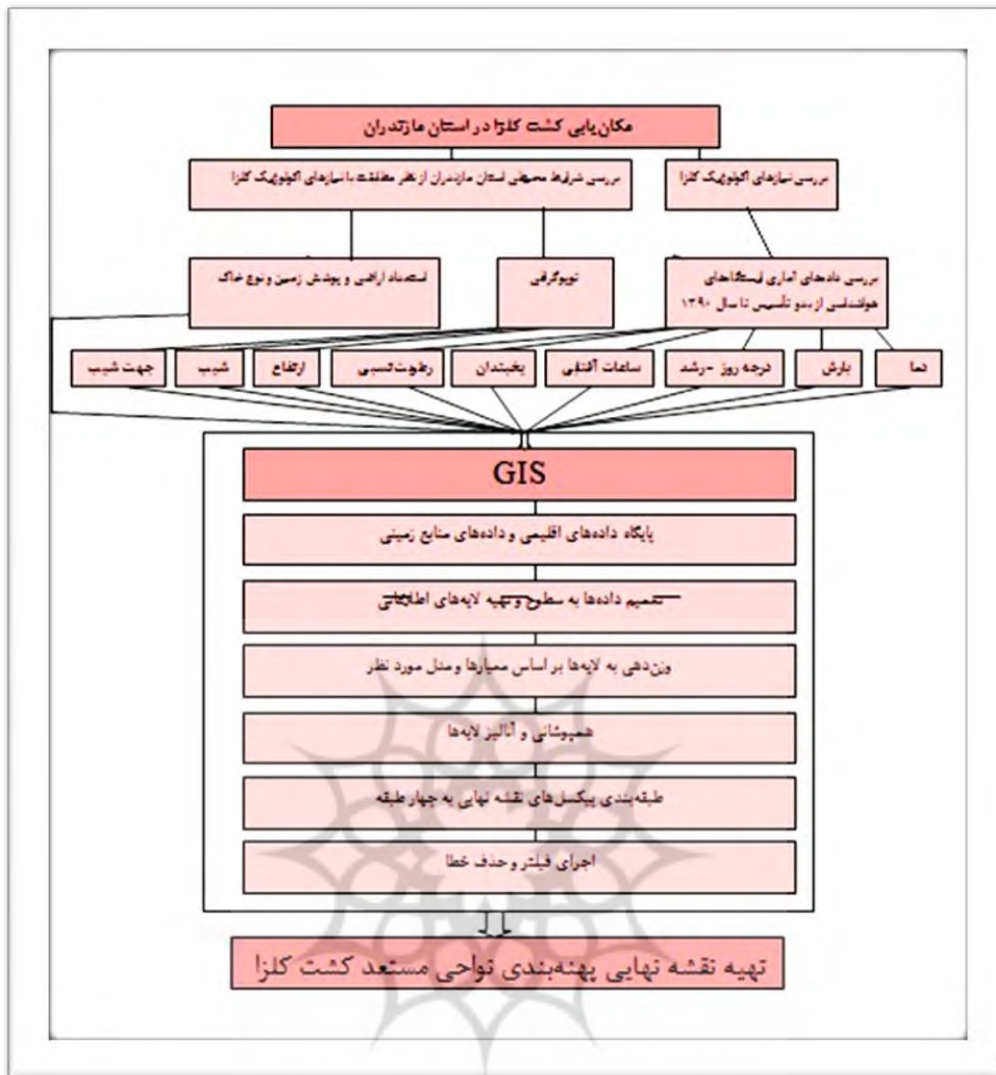 مکان‌یابی کشت کلزا در استان مازندران
بررسی نیازهای اکولوژیک کلزا
بررسی شرایط محیطی استان مازندران از نظر مطابقت با نیازهای اکولوژیک کلزا
بررسی داده‌های آماری ایستگاه‌های
هواشناسی از بدو تأسیس تا سال ۱۳۹۰
توپوگرافی
استعداد اراضی و پوشش زمین و نوع خاک
دما
بارش
درجه روز - رشد
ساعات آفتابی
یخبندان
رطوبت نسبی
ارتفاع
شیب
جهت شیب
GIS
پایگاه داده‌های اقلیمی و داده‌های منابع زمینی
تعمیم داده‌ها به سطوح و تهیه لایه‌های اطلاعاتی
وزن‌دهی به لایه‌ها بر اساس معیارها و مدل مورد نظر
همپوشانی و آنالیز لایه‌ها
طبقه‌بندی پیکسل‌های نقشه نهایی به چهار طبقه
اجرای فیلتر و حذف خطا
تهیه نقشه نهایی پهنه‌بندی نواحی مستعد کشت کلزا